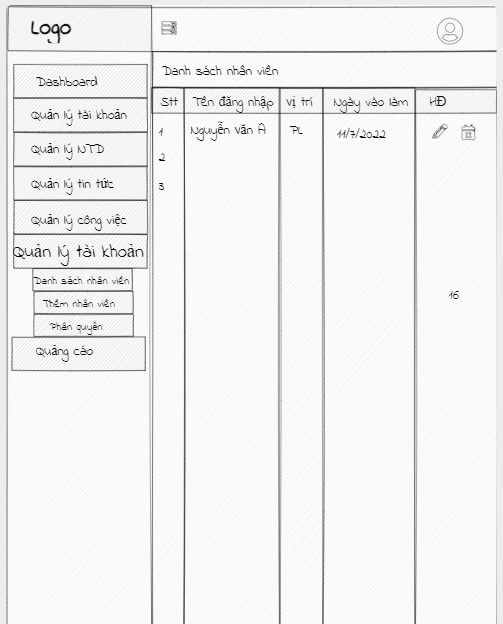 Logo
Dashboard
Quản lý tài khoản
Quản lý NTD
Quản lý tin tức
Quản lý công việc
Quản lý tài khoản
Danh sách nhân viên
Thêm nhân viên
Phân quyền
Quảng cáo
Danh sách nhân viên
Stt Tên đăng nhập vị trí Ngày vào làm HĐ
1 Nguyễn Văn A PL 11/7/2022
2
3
16